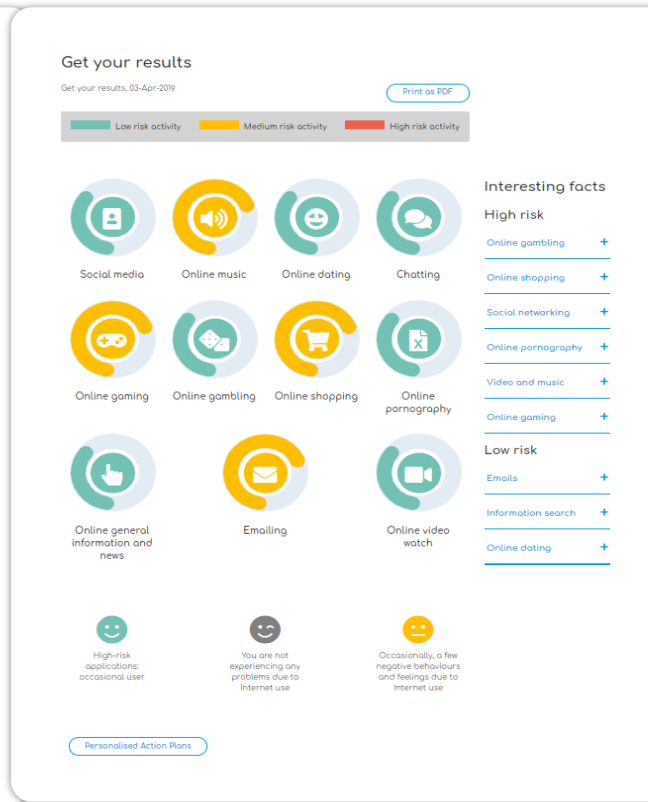 Get your results
Get your results, 03-Apr-2019
Print as PDF
Low risk activity
Medium risk activity
High risk activity
Social media
Online music
Online dating
Chatting
Online gaming
Online gambling
Online shopping
Online
pornography
X
Online general
information and
news
Emailing
Online video
watch
High-risk
applications:
occasional user
You are not
experiencing any
problems due to
Internet use
Occasionally, a few
negative behaviours
and feelings due to
Internet use
Personalised Action Plans
Interesting facts
High risk
Online gambling +
Online shopping +
Social networking +
Online pornography +
Video and music +
Online gaming +
Low risk
Emails +
Information search +
Online dating +